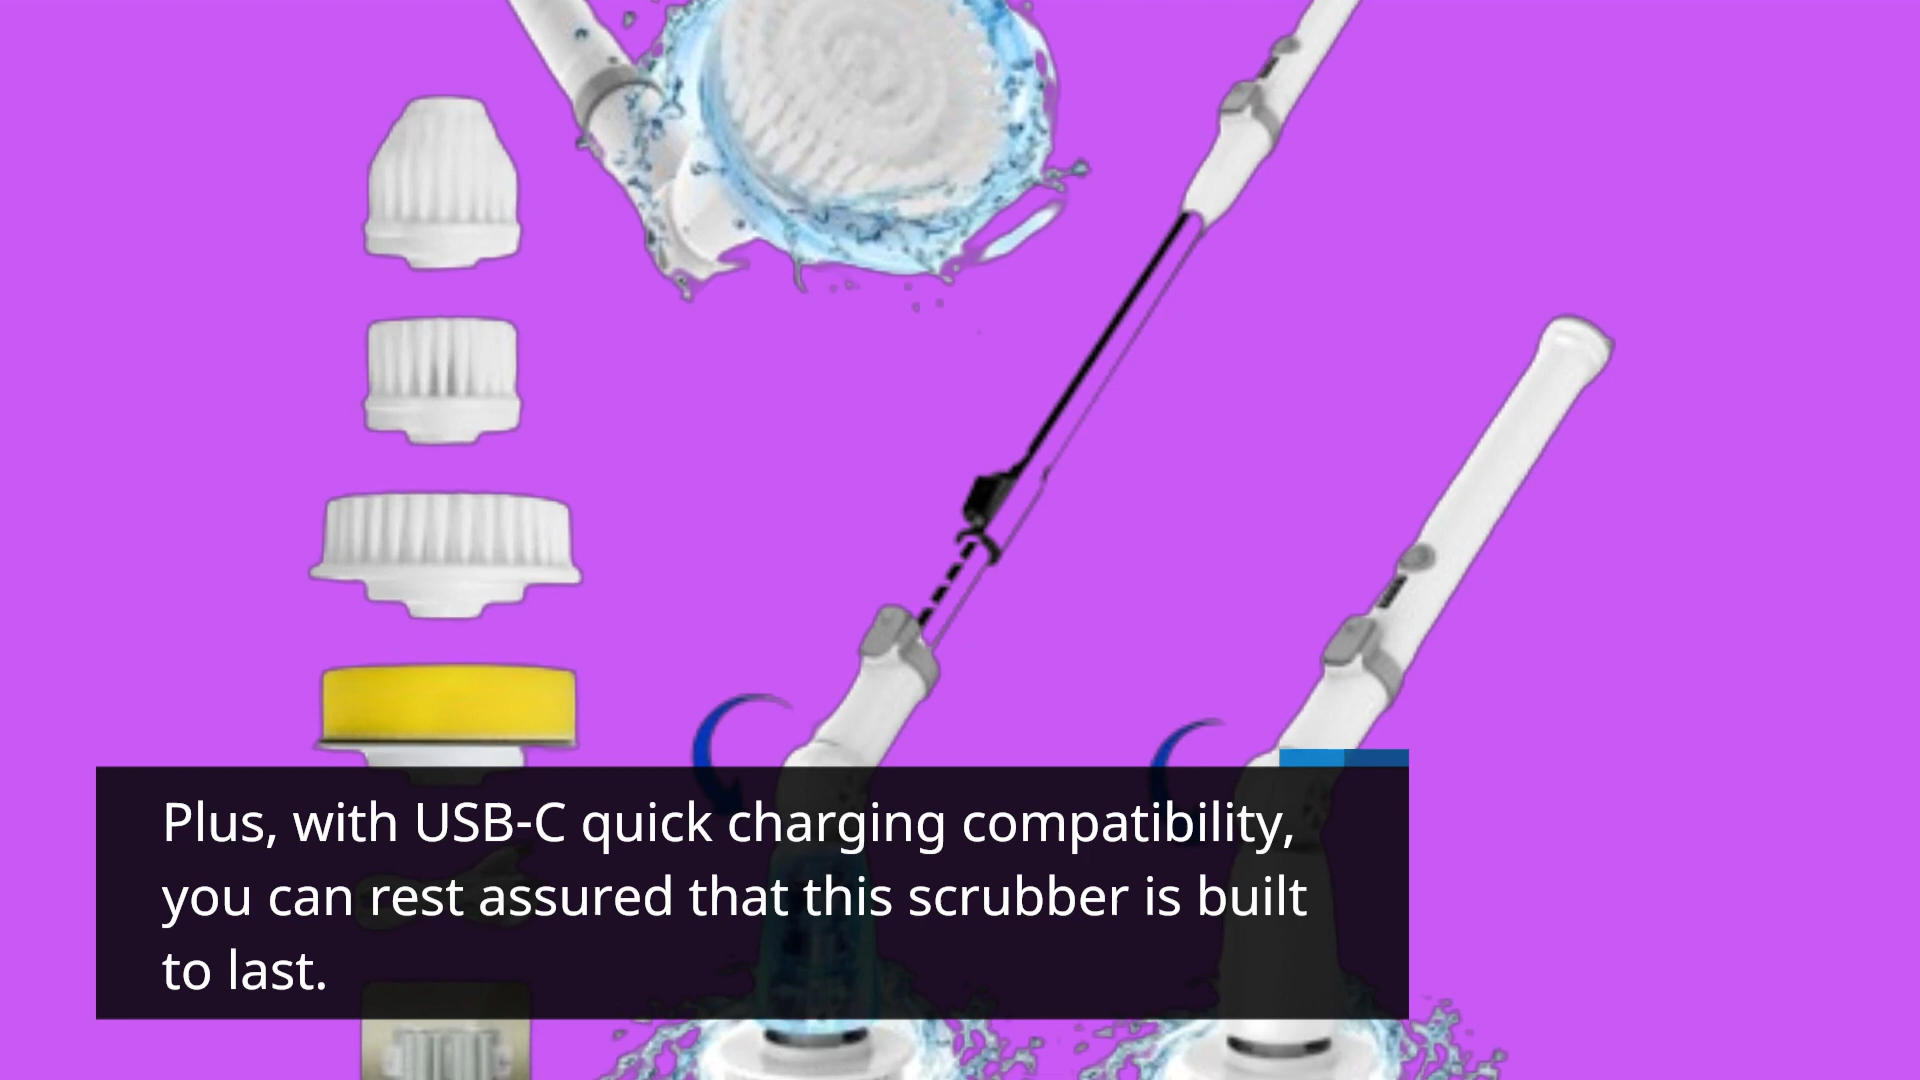 Plus, with USB-C quick charging compatibility,
you can rest assured that this scrubber is built
to last.